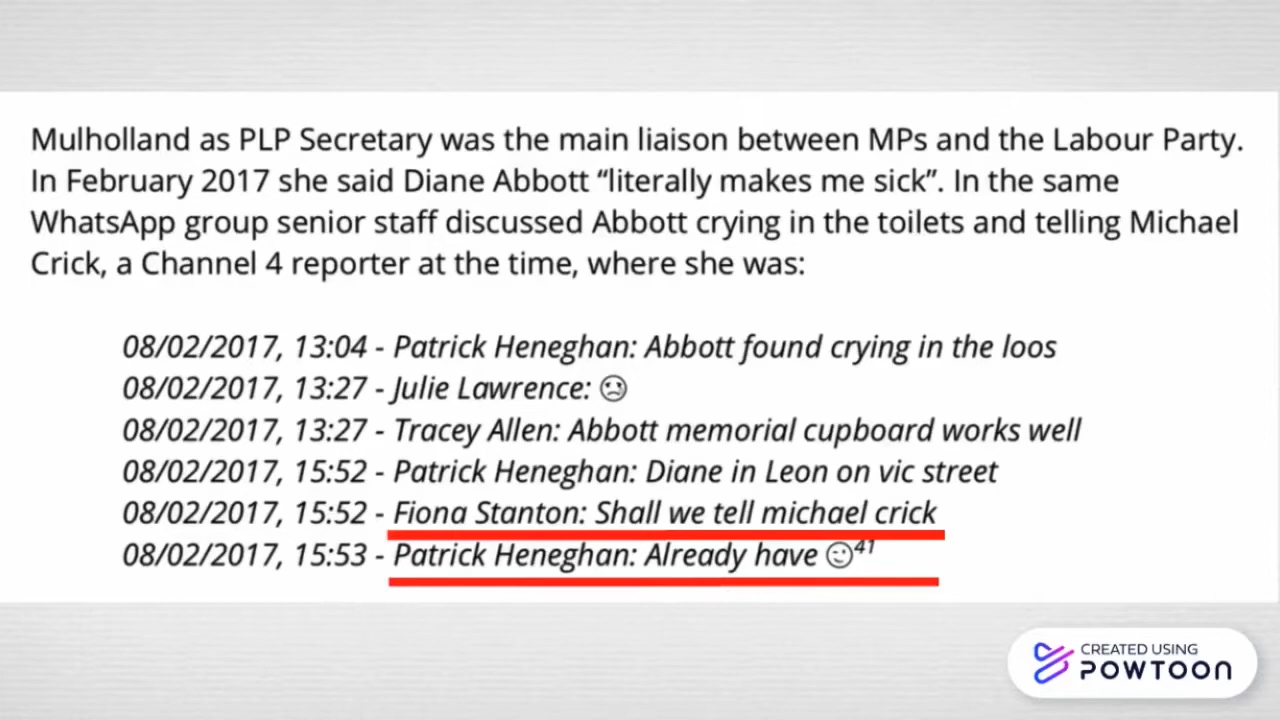 Mulholland as PLP Secretary was the main liaison between MPs and the Labour Party.
In February 2017 she said Diane Abbott “literally makes me sick”. In the same
WhatsApp group senior staff discussed Abbott crying in the toilets and telling Michael
Crick, a Channel 4 reporter at the time, where she was:
08/02/2017, 13:04 - Patrick Heneghan: Abbott found crying in the loos
08/02/2017, 13:27 - Julie Lawrence: ☹
08/02/2017, 13:27 - Tracey Allen: Abbott memorial cupboard works well
08/02/2017, 15:52 - Patrick Heneghan: Diane in Leon on vic street
08/02/2017, 15:52 - Fiona Stanton: Shall we tell michael crick
08/02/2017, 15:53 - Patrick Heneghan: Already have 😉41
CREATED USING
POWTOON